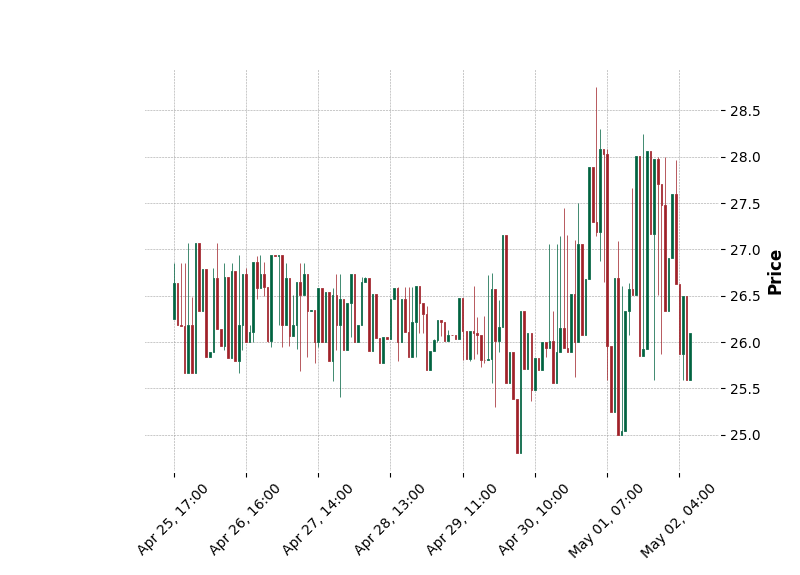 28.5
28.0
27.5
27.0
26.5
26.0
25.5
25.0
Price
Apr 25, 17:00
Apr 26, 16:00
Apr 27, 14:00
Apr 28, 13:00
Apr 29, 11:00
Apr 30, 10:00
May 01, 07:00
May 02, 04:00